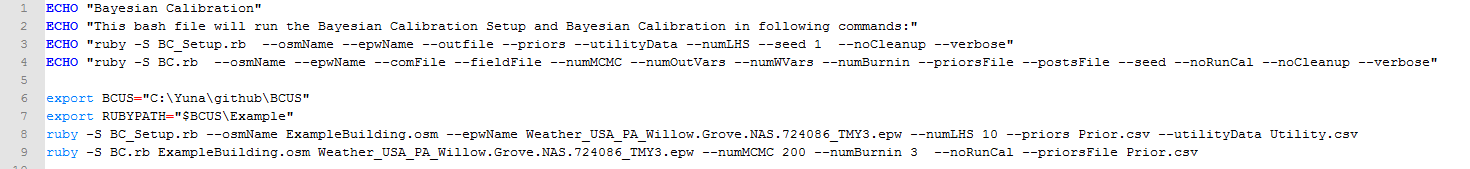 1 ECHO "Bayesian Calibration"
2 ECHO "This bash file will run the Bayesian Calibration Setup and Bayesian Calibration in following commands:"
3 ECHO "ruby -S BC_Setup.rb  --osmName --epwName --outfile --priors --utilityData --numLHS --seed 1  --noCleanup --verbose"
4 ECHO "ruby -S BC.rb  --osmName --epwName --comFile --fieldFile --numMCMC --numOutVars --numWVars --numBurnin --priorsFile --postsFile --seed --noRunCal --noCleanup --verbose"
5
6 export BCUS="C:\Yuna\github\BCUS"
7 export RUBYPATH="$BCUS\Example"
8 ruby -S BC_Setup.rb --osmName ExampleBuilding.osm --epwName Weather_USA_PA_Willow.Grove.NAS.724086_TMY3.epw --numLHS 10 --priors Prior.csv --utilityData Utility.csv
9 ruby -S BC.rb ExampleBuilding.osm Weather_USA_PA_Willow.Grove.NAS.724086_TMY3.epw --numMCMC 200 --numBurnin 3  --noRunCal --priorsFile Prior.csv